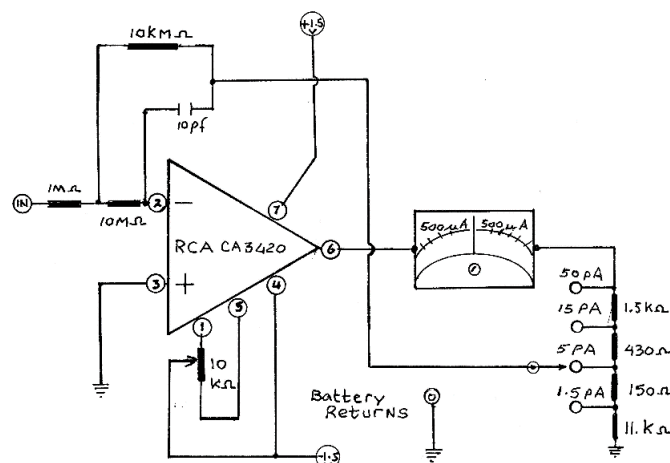 10KMΩ
+1.5
10pf
1MΩ
IN
10MΩ
2
7
RCA CA3420
6
500µA
500µA
3
4
5
1
10
KΩ
50pA
15PA
5PA
1.5PA
1.5KΩ
430Ω
150Ω
11.KΩ
Battery
Returns
0
-1.5